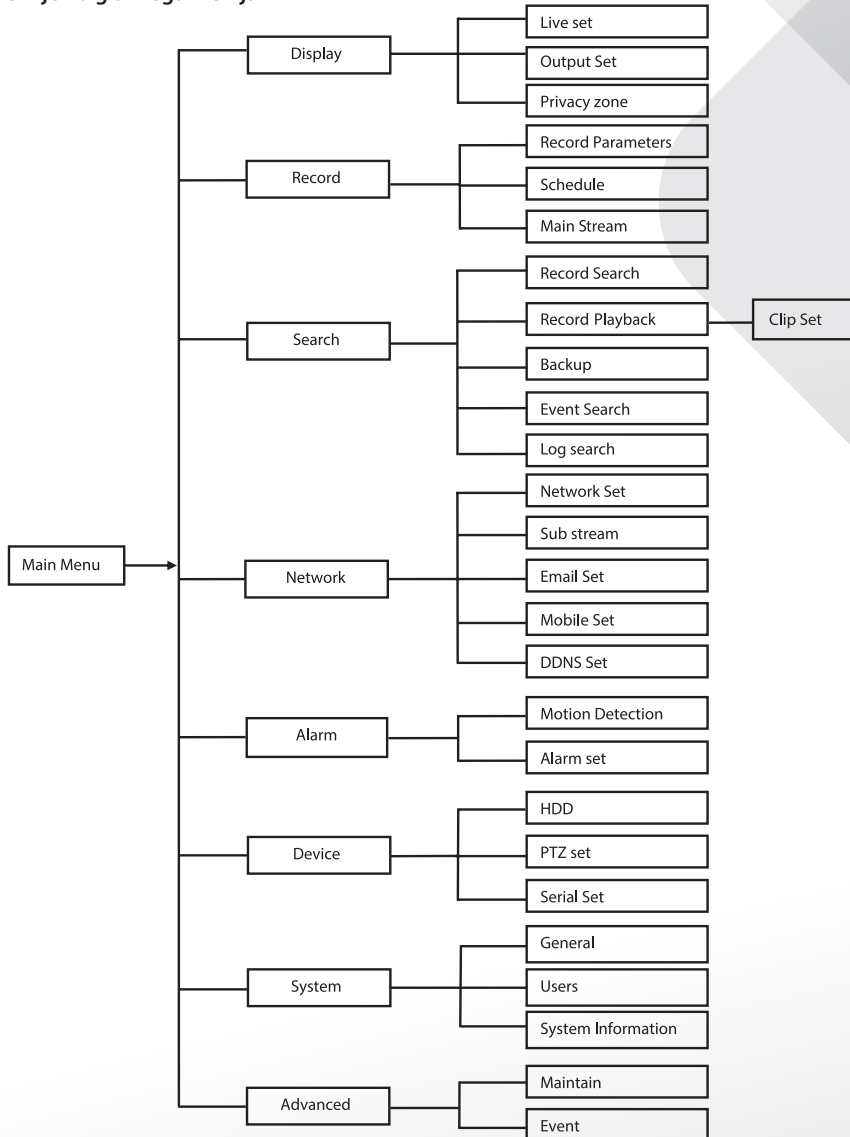 Live set
Display
Output Set
Privacy zone
Record Parameters
Record
Schedule
Main Stream
Record Search
Record Playback
Clip Set
Search
Backup
Event Search
Log search
Network Set
Sub stream
Main Menu
Network
Email Set
Mobile Set
DDNS Set
Motion Detection
Alarm
Alarm set
HDD
Device
PTZ set
Serial Set
General
System
Users
System Information
Maintain
Advanced
Event